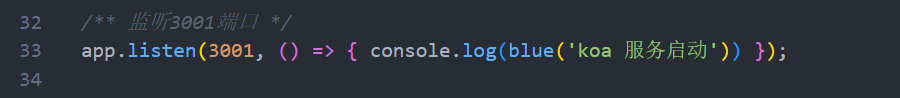 32 /** 监听3001端口 */
33 app.listen(3001, () => { console.log(blue('koa 服务启动')) });
34